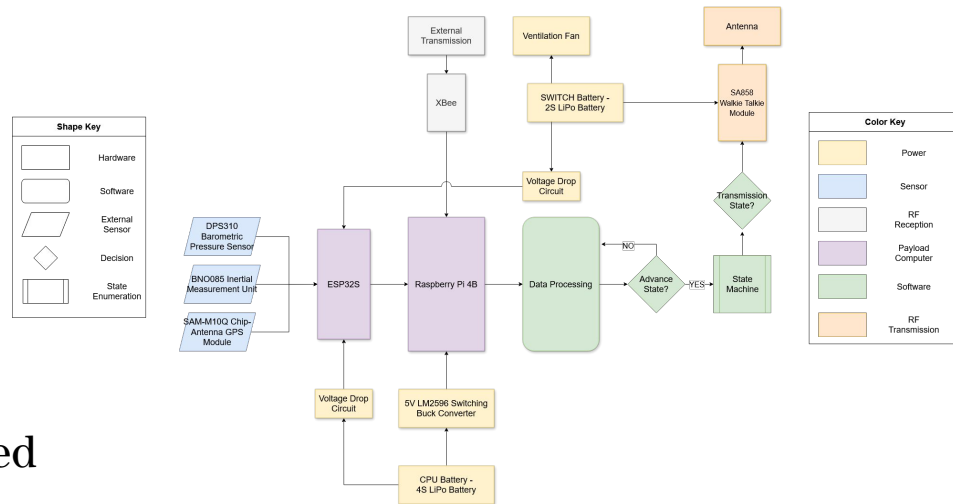 External
Transmission
XBee
Ventilation Fan
SWITCH Battery -
2S LiPo Battery
Voltage Drop
Circuit
Antenna
SA858
Walkie Talkie
Module
Shape Key
Hardware
Software
External
Sensor
Decision
State
Enumeration
DPS310
Barometric
Pressure Sensor
BNO085 Inertial
Measurement Unit
SAM-M10Q Chip-
Antenna GPS
Module
ESP32S
Raspberry Pi 4B
Data Processing
NO
Advance
State?
YES
State
Machine
Transmission
State?
Voltage Drop
Circuit
5V LM2596 Switching
Buck Converter
CPU Battery -
4S LiPo Battery
Color Key
Power
Sensor
RF
Reception
Payload
Computer
Software
RF
Transmission
ed